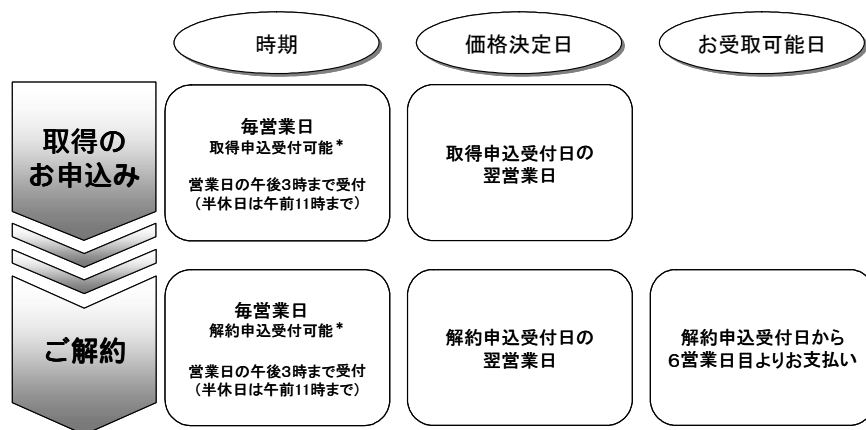 時期
価格決定日
お受取可能日
取得の
お申込み
毎営業日
取得申込受付可能*
営業日の午後3時まで受付
(半休日は午前11時まで)
取得申込受付日の
翌営業日
ご解約
毎営業日
解約申込受付可能*
営業日の午後3時まで受付
(半休日は午前11時まで)
解約申込受付日の
翌営業日
解約申込受付日から
6営業日目よりお支払い